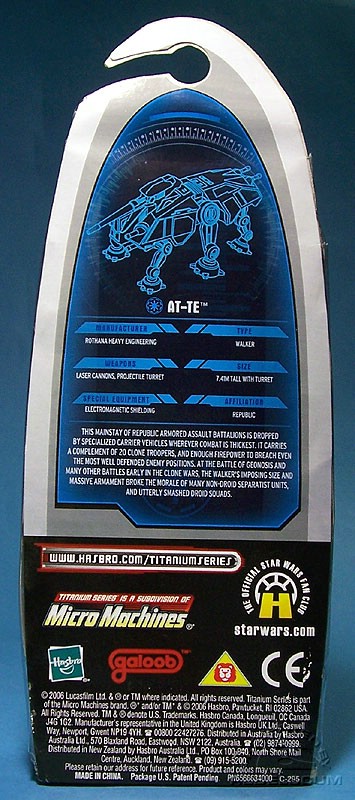 AT-TE™
MANUFACTURER
TYPE
ROTHANA HEAVY ENGINEERING
WALKER
WEAPONS
SIZE
LASER CANNONS, PROJECTILE TURRET
7.41M TALL WITH TURRET
SPECIAL EQUIPMENT
AFFILIATION
ELECTROMAGNETIC SHIELDING
REPUBLIC
THIS MAINSTAY OF REPUBLIC ARMORED ASSAULT BATTALIONS IS DROPPED
BY SPECIALIZED CARRIER VEHICLES WHEREVER COMBAT IS THICKEST. IT CARRIES
A COMPLEMENT OF 20 CLONE TROOPERS, AND ENOUGH FIREPOWER TO BREACH EVEN
THE MOST WELL DEFENDED ENEMY POSITIONS. AT THE BATTLE OF GEONOSIS AND
MANY OTHER BATTLES EARLY IN THE CLONE WARS, THE WALKER'S IMPOSING SIZE AND
MASSIVE ARMAMENT BROKE THE MORALE OF MANY NON-DROID SEPARATIST UNITS,
AND UTTERLY SMASHED DROID SQUADS.
WWW.HASBRO.COM/TITANIUMSERIES
THE OFFICIAL STAR WARS FAN CLUB
starwars.com
TITANIUM SERIES IS A SUBDIVISION OF
Micro Machines®
Hasbro
galoob
CE
© 2006 Lucasfilm Ltd. & ® or TM where indicated. All rights reserved. Titanium Series is part
of the Micro Machines brand. ® and/or TM* & © 2006 Hasbro, Pawtucket, RI 02862 USA
All Rights Reserved. TM & ® denote U.S. Trademarks. Hasbro Canada, Longueuil, QC Canada
J4G 1G2. Manufacturer's representative in the United Kingdom is Hasbro UK Ltd., Caswell
Way, Newport, Gwent NP19 4YH. ☎ 00800 22427276. Distributed in Australia by Hasbro
Australia Ltd., 570 Blaxland Road, Eastwood, NSW 2122, Australia. ☎ (02) 9874-0999.
Distributed in New Zealand by Hasbro Australia Ltd., PO Box 100-890, North Shore Mail
Centre, Auckland, New Zealand. ☎ (09) 915-5200.
Please retain our address for future reference. Product and colors may vary.
MADE IN CHINA. Package U.S. Patent Pending. P/N